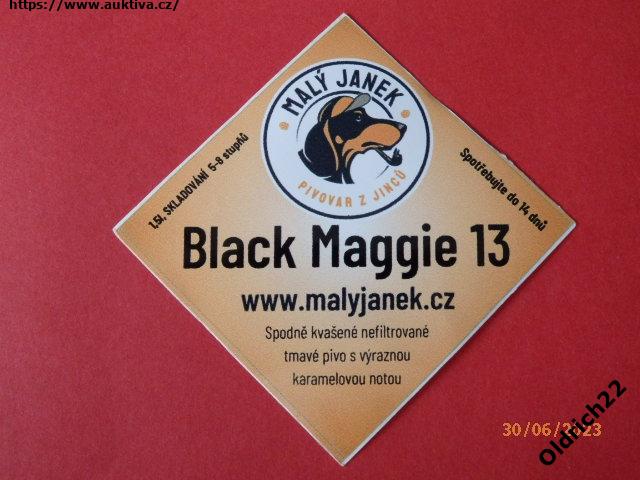 https://www.auktiva.cz/
MALÝ JANEK
PIVOVAR Z JINCŮ
1,5l, SKLADOVÁNÍ 5-8 stupňů
Spotřebujte do 14 dnů
Black Maggie 13
www.malyjanek.cz
Spodně kvašené nefiltrované
tmavé pivo s výraznou
karamelovou notou
30/06/2023
Oldrich22